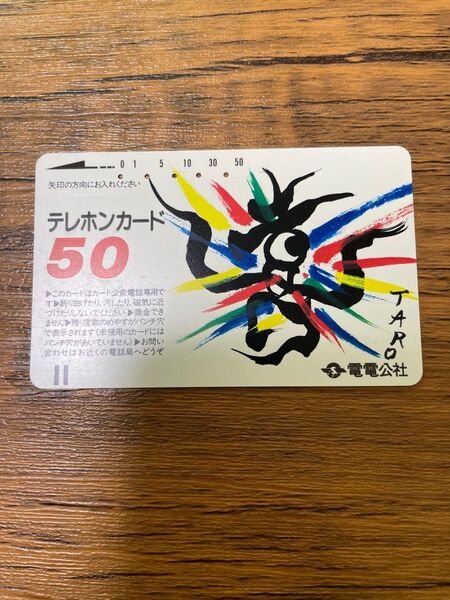 0 1 5 10 30 50
矢印の方向にお入れください
テレホンカード
50
▶このカードはカード公衆電話専用で
す▶折り曲げたり、汚したり、磁気に近
づけたりしないでください▶換金でき
ません▶残り度数のめやすがパンチ穴
で表示されます(未使用のカードには
パンチ穴があいていません)▶お問い
合わせはお近くの電話局へどうぞ
TARO
電電公社